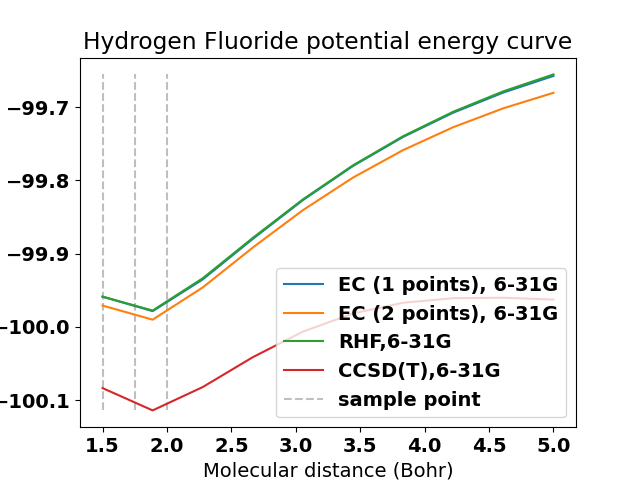 Hydrogen Fluoride potential energy curve
−99.7
−99.8
−99.9
−100.0
−100.1
EC (1 points), 6-31G
EC (2 points), 6-31G
RHF,6-31G
CCSD(T),6-31G
sample point
1.5 2.0 2.5 3.0 3.5 4.0 4.5 5.0
Molecular distance (Bohr)